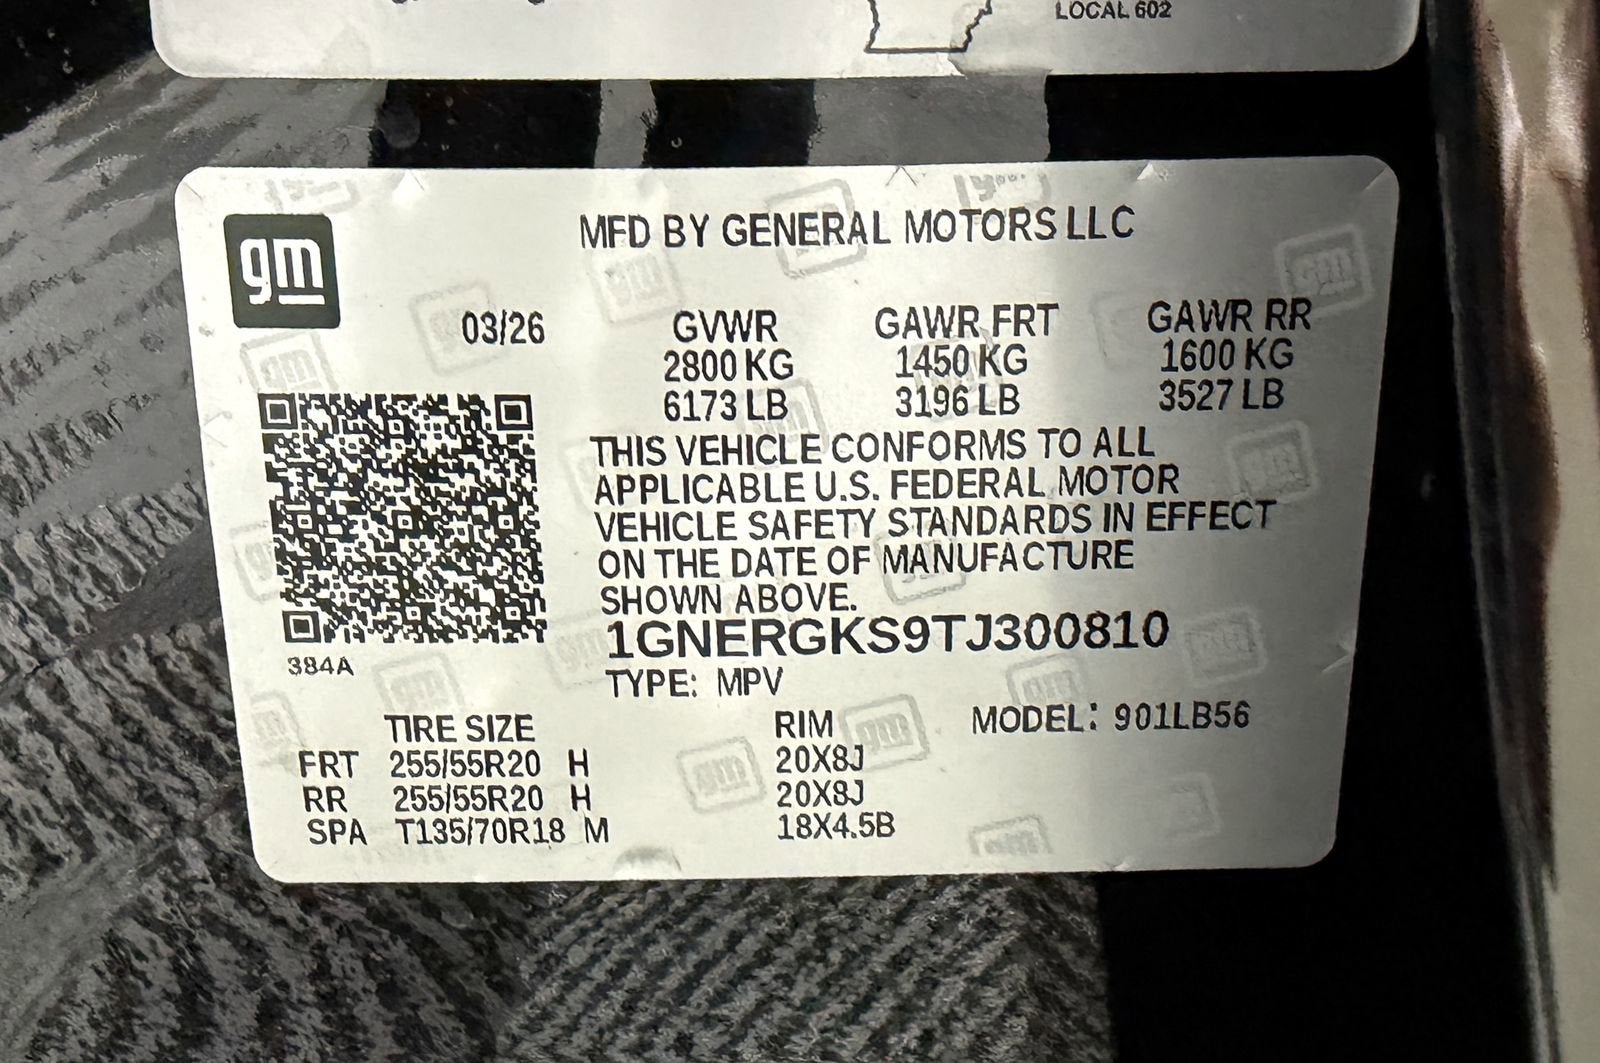 LOCAL 602
gm
MFD BY GENERAL MOTORS LLC
03/26
GVWR GAWR FRT GAWR RR
2800 KG 1450 KG 1600 KG
6173 LB 3196 LB 3527 LB
THIS VEHICLE CONFORMS TO ALL
APPLICABLE U.S. FEDERAL MOTOR
VEHICLE SAFETY STANDARDS IN EFFECT
ON THE DATE OF MANUFACTURE
SHOWN ABOVE.
1GNERGKS9TJ300810
384A
TYPE: MPV
TIRE SIZE RIM MODEL: 901LB56
FRT 255/55R20 H 20X8J
RR 255/55R20 H 20X8J
SPA T135/70R18 M 18X4.5B